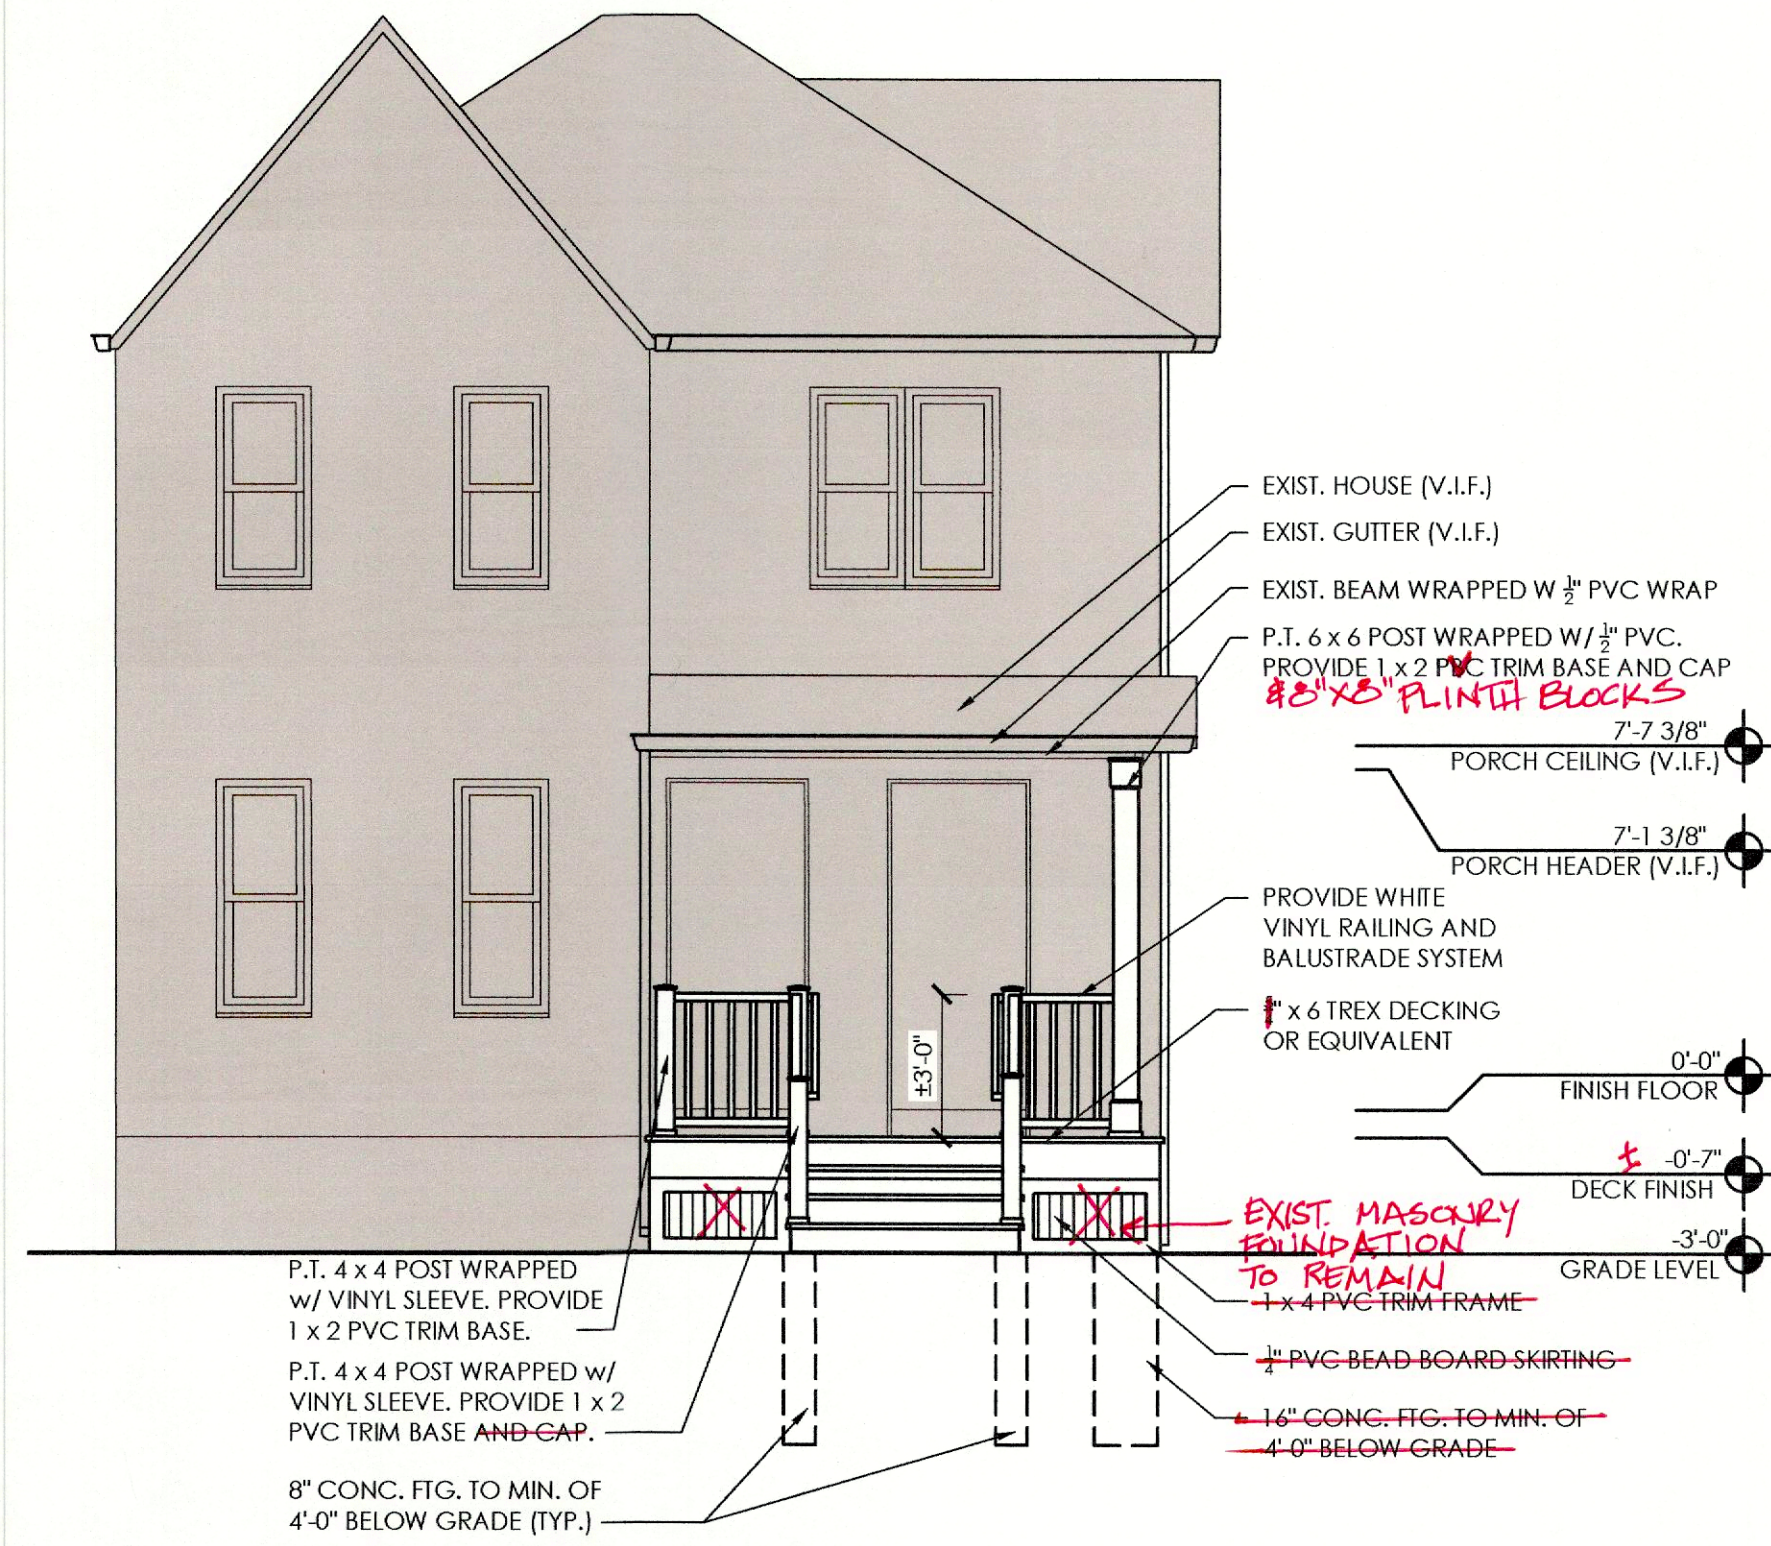 EXIST. HOUSE (V.I.F.)
EXIST. GUTTER (V.I.F.)
EXIST. BEAM WRAPPED W ½" PVC WRAP
P.T. 6 x 6 POST WRAPPED W/ ½" PVC.
PROVIDE 1 x 2 PVC TRIM BASE AND CAP
& 8"X8" PLINTH BLOCKS
7'-7 3/8"
PORCH CEILING (V.I.F.)
7'-1 3/8"
PORCH HEADER (V.I.F.)
PROVIDE WHITE
VINYL RAILING AND
BALUSTRADE SYSTEM
1" x 6 TREX DECKING
OR EQUIVALENT
±3'-0"
0'-0"
FINISH FLOOR
± -0'-7"
DECK FINISH
-3'-0"
GRADE LEVEL
EXIST. MASONRY
FOUNDATION
TO REMAIN
1 x 4 PVC TRIM FRAME
¼" PVC BEAD BOARD SKIRTING
16" CONC. FTG. TO MIN. OF
4'-0" BELOW GRADE
P.T. 4 x 4 POST WRAPPED
w/ VINYL SLEEVE. PROVIDE
1 x 2 PVC TRIM BASE.
P.T. 4 x 4 POST WRAPPED w/
VINYL SLEEVE. PROVIDE 1 x 2
PVC TRIM BASE AND CAP.
8" CONC. FTG. TO MIN. OF
4'-0" BELOW GRADE (TYP.)